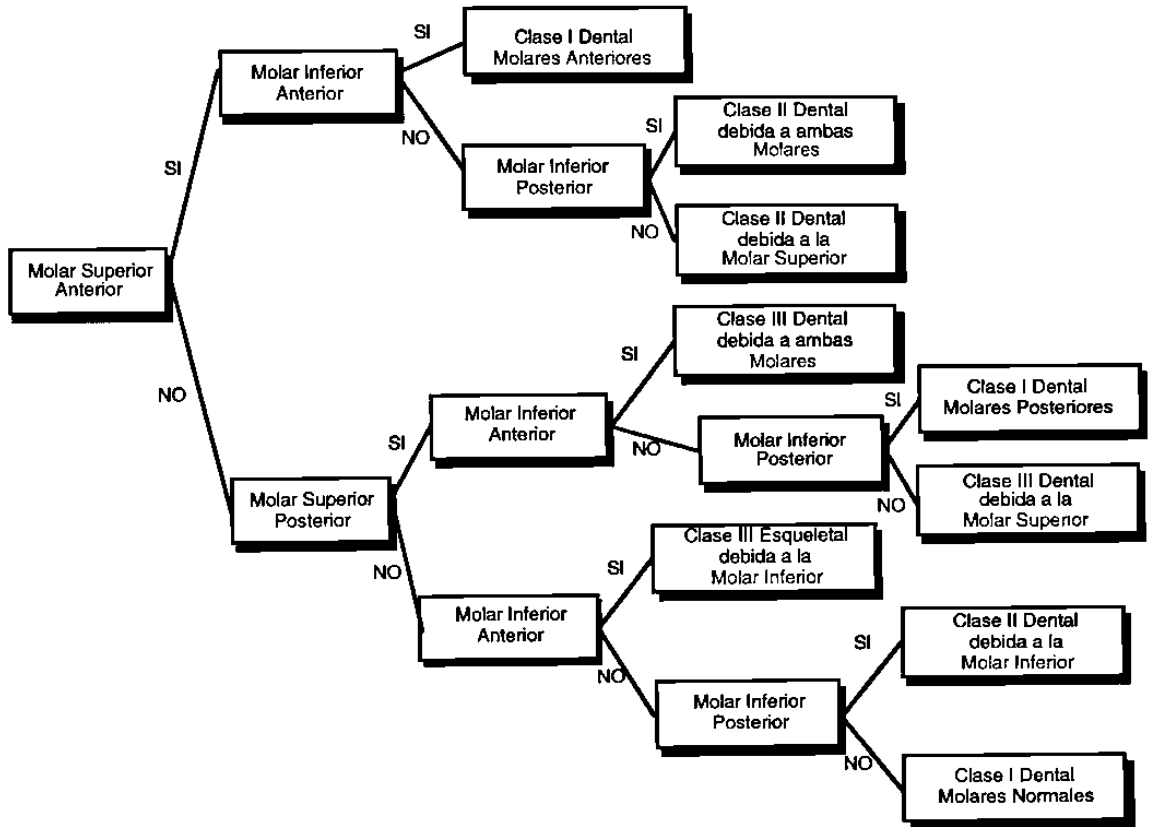 SI
Clase I Dental
Molares Anteriores
Molar Inferior
Anterior
NO
SI
Clase II Dental
debida a ambas
Molares
Molar Inferior
Posterior
SI
NO
Clase II Dental
debida a la
Molar Superior
Molar Superior
Anterior
NO
SI
Clase III Dental
debida a ambas
Molares
Molar Inferior
Anterior
SI
NO
SI
Clase I Dental
Molares Posteriores
Molar Inferior
Posterior
NO
Clase III Dental
debida a la
Molar Superior
Molar Superior
Posterior
NO
SI
Clase III Esqueletal
debida a la
Molar Inferior
Molar Inferior
Anterior
NO
SI
Clase II Dental
debida a la
Molar Inferior
Molar Inferior
Posterior
NO
Clase I Dental
Molares Normales